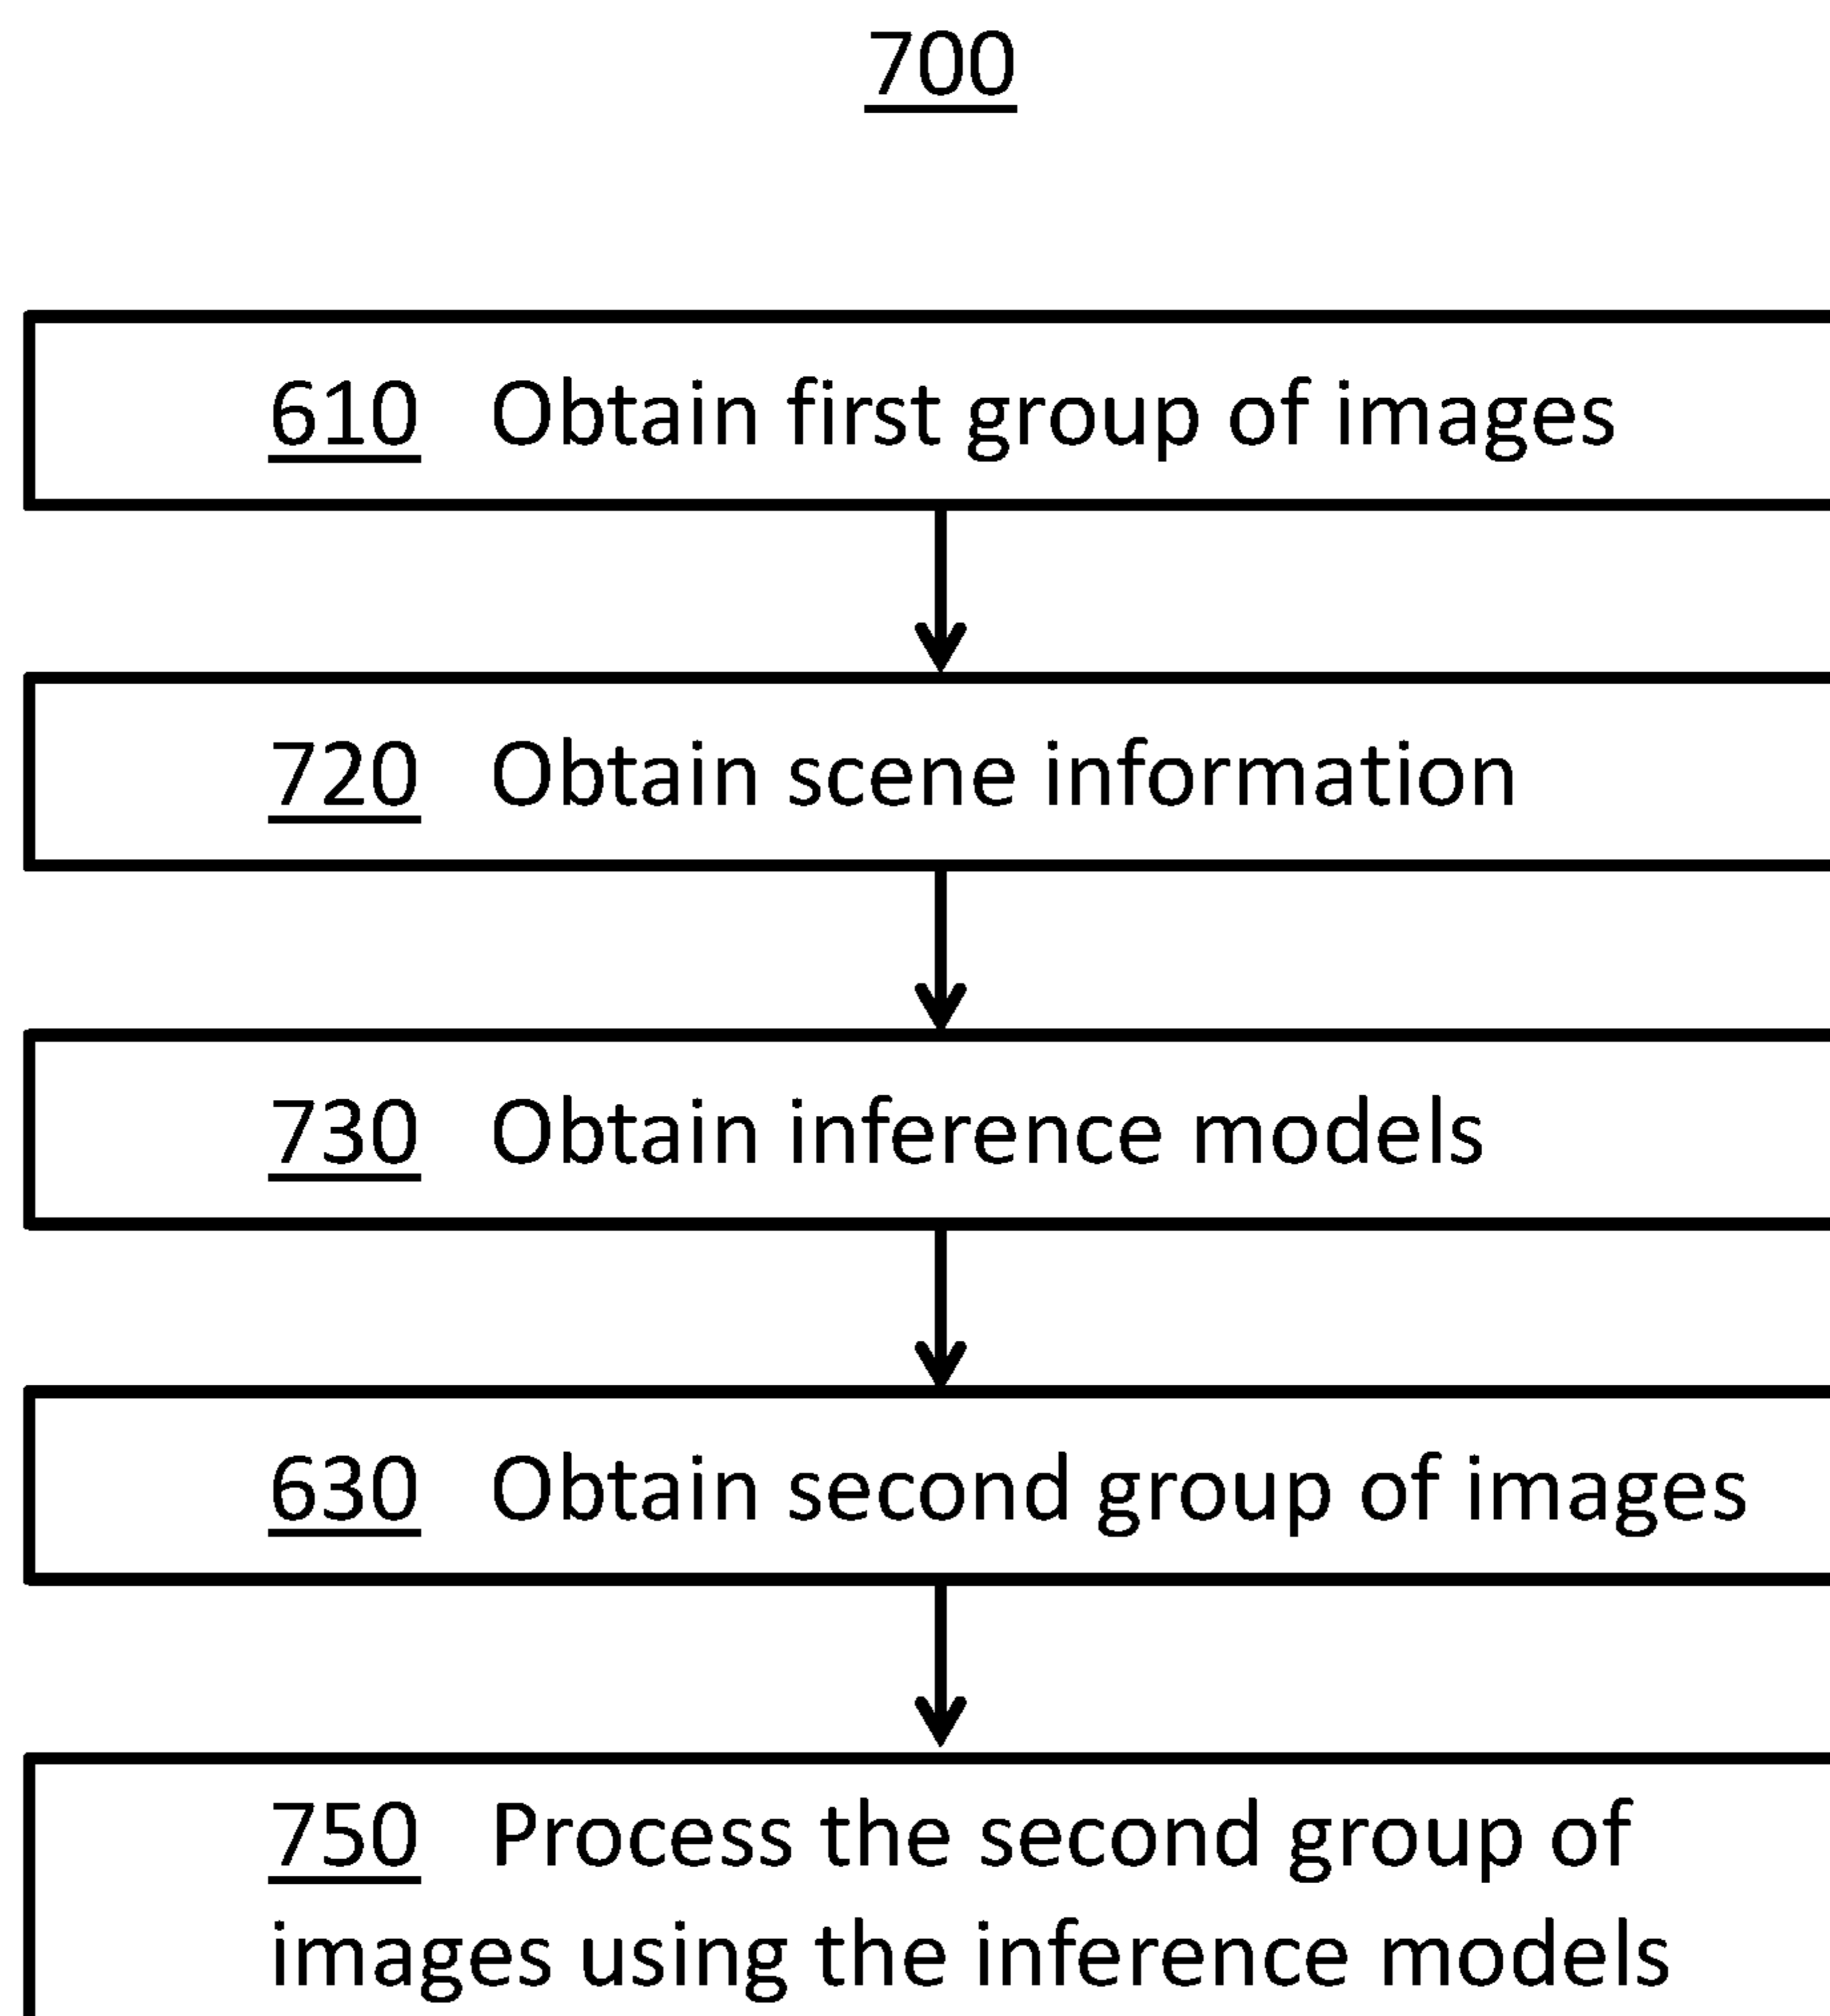 700
610 Obtain first group of images
720 Obtain scene information
730 Obtain inference models
630 Obtain second group of images
750 Process the second group of
images using the inference models